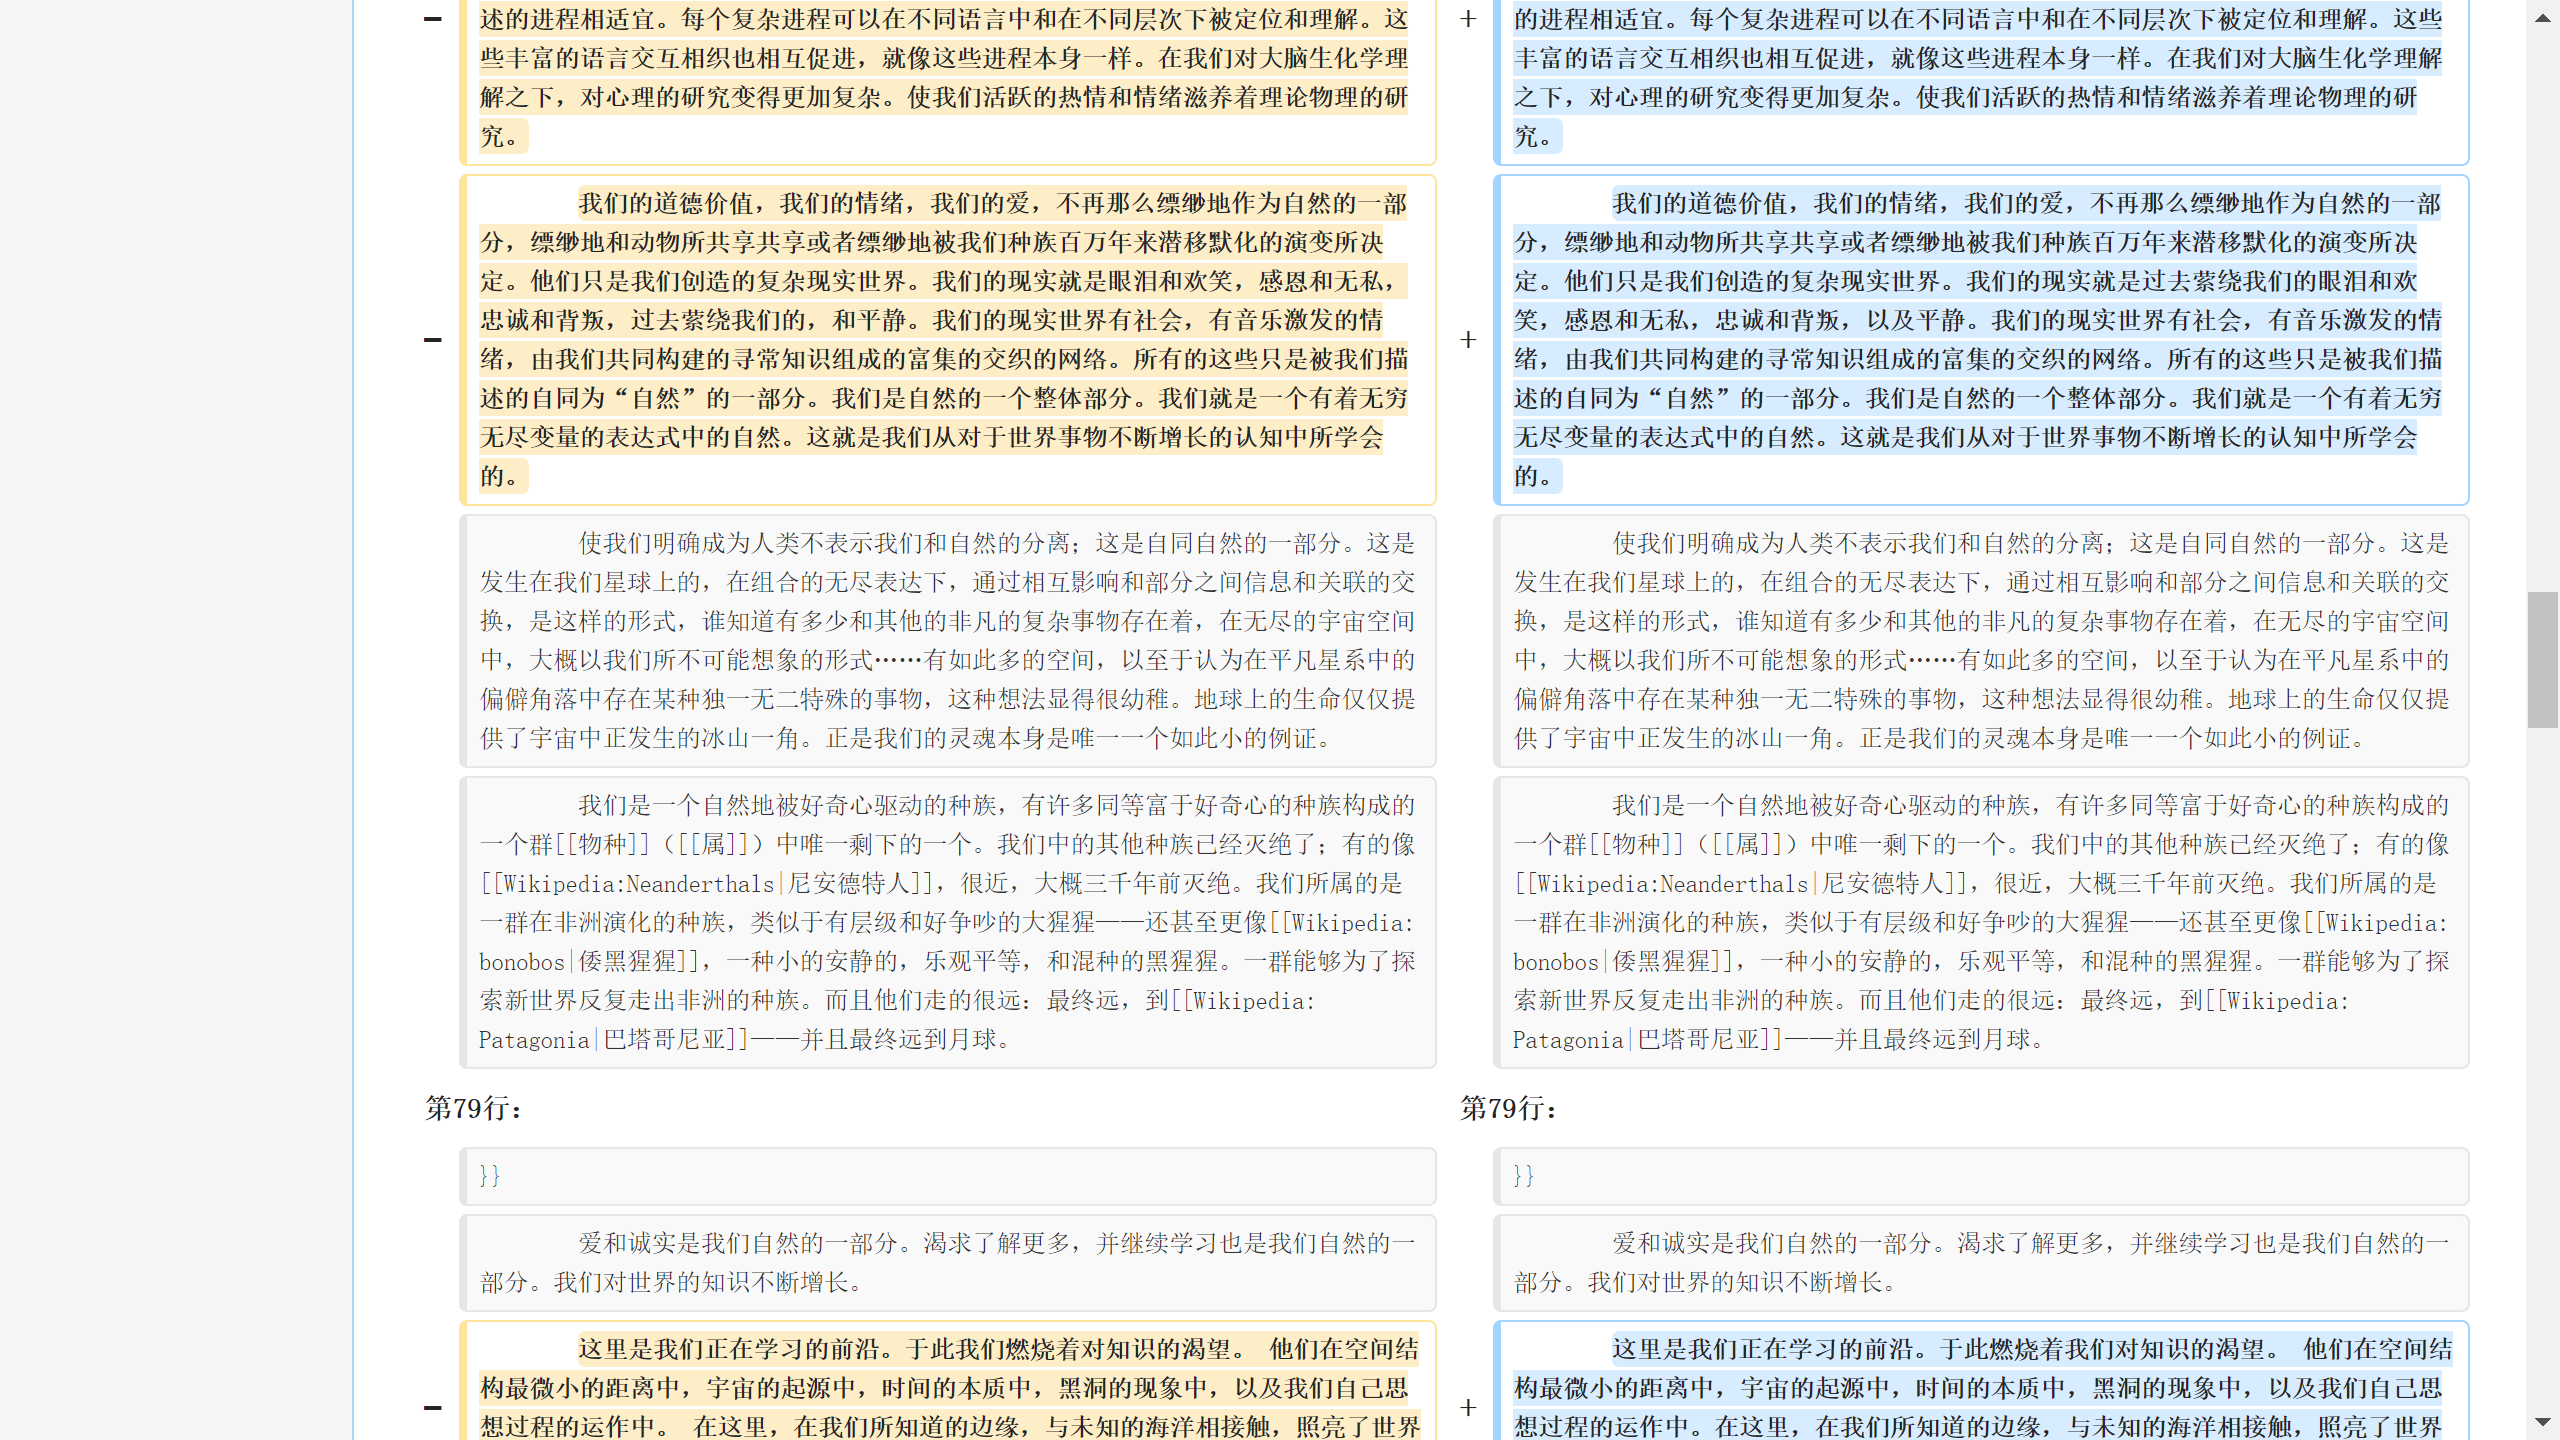 述的进程相适宜。每个复杂进程可以在不同语言中和在不同层次下被定位和理解。这
些丰富的语言交互相织也相互促进，就像这些进程本身一样。在我们对大脑生化学理
解之下，对心理的研究变得更加复杂。使我们活跃的热情和情绪滋养着理论物理的研
究。
我们的道德价值，我们的情绪，我们的爱，不再那么缥缈地作为自然的一部
分，缥缈地和动物所共享共享或者缥缈地被我们种族百万年来潜移默化的演变所决
定。他们只是我们创造的复杂现实世界。我们的现实就是眼泪和欢笑，感恩和无私，
忠诚和背叛，过去萦绕我们的，和平静。我们的现实世界有社会，有音乐激发的情
绪，由我们共同构建的寻常知识组成的富集的交织的网络。所有的这些只是被我们描
述的自同为“自然”的一部分。我们是自然的一个整体部分。我们就是一个有着无穷
无尽变量的表达式中的自然。这就是我们从对于世界事物不断增长的认知中所学会
的。
使我们明确成为人类不表示我们和自然的分离；这是自同自然的一部分。这是
发生在我们星球上的，在组合的无尽表达下，通过相互影响和部分之间信息和关联的交
换，是这样的形式，谁知道有多少和其他的非凡的复杂事物存在着，在无尽的宇宙空间
中，大概以我们所不可能想象的形式……有如此多的空间，以至于认为在平凡星系中的
偏僻角落中存在某种独一无二特殊的事物，这种想法显得很幼稚。地球上的生命仅仅提
供了宇宙中正发生的冰山一角。正是我们的灵魂本身是唯一一个如此小的例证。
我们是一个自然地被好奇心驱动的种族，有许多同等富于好奇心的种族构成的
一个群[[物种]]（[[属]]）中唯一剩下的一个。我们中的其他种族已经灭绝了；有的像
[[Wikipedia:Neanderthals|尼安德特人]]，很近，大概三千年前灭绝。我们所属的是
一群在非洲演化的种族，类似于有层级和好争吵的大猩猩——还甚至更像[[Wikipedia:
bonobos|倭黑猩猩]]，一种小的安静的，乐观平等，和混种的黑猩猩。一群能够为了探
索新世界反复走出非洲的种族。而且他们走的很远：最终远，到[[Wikipedia:
Patagonia|巴塔哥尼亚]]——并且最终远到月球。
第79行：
}}
爱和诚实是我们自然的一部分。渴求了解更多，并继续学习也是我们自然的一
部分。我们对世界的知识不断增长。
这里是我们正在学习的前沿。于此我们燃烧着对知识的渴望。 他们在空间结
构最微小的距离中，宇宙的起源中，时间的本质中，黑洞的现象中，以及我们自己思
想过程的运作中。 在这里，在我们所知道的边缘，与未知的海洋相接触，照亮了世界
的进程相适宜。每个复杂进程可以在不同语言中和在不同层次下被定位和理解。这些
丰富的语言交互相织也相互促进，就像这些进程本身一样。在我们对大脑生化学理解
之下，对心理的研究变得更加复杂。使我们活跃的热情和情绪滋养着理论物理的研
究。
我们的道德价值，我们的情绪，我们的爱，不再那么缥缈地作为自然的一部
分，缥缈地和动物所共享共享或者缥缈地被我们种族百万年来潜移默化的演变所决
定。他们只是我们创造的复杂现实世界。我们的现实就是过去萦绕我们的眼泪和欢
笑，感恩和无私，忠诚和背叛，以及平静。我们的现实世界有社会，有音乐激发的情
绪，由我们共同构建的寻常知识组成的富集的交织的网络。所有的这些只是被我们描
述的自同为“自然”的一部分。我们是自然的一个整体部分。我们就是一个有着无穷
无尽变量的表达式中的自然。这就是我们从对于世界事物不断增长的认知中所学会
的。
使我们明确成为人类不表示我们和自然的分离；这是自同自然的一部分。这是
发生在我们星球上的，在组合的无尽表达下，通过相互影响和部分之间信息和关联的交
换，是这样的形式，谁知道有多少和其他的非凡的复杂事物存在着，在无尽的宇宙空间
中，大概以我们所不可能想象的形式……有如此多的空间，以至于认为在平凡星系中的
偏僻角落中存在某种独一无二特殊的事物，这种想法显得很幼稚。地球上的生命仅仅提
供了宇宙中正发生的冰山一角。正是我们的灵魂本身是唯一一个如此小的例证。
我们是一个自然地被好奇心驱动的种族，有许多同等富于好奇心的种族构成的
一个群[[物种]]（[[属]]）中唯一剩下的一个。我们中的其他种族已经灭绝了；有的像
[[Wikipedia:Neanderthals|尼安德特人]]，很近，大概三千年前灭绝。我们所属的是
一群在非洲演化的种族，类似于有层级和好争吵的大猩猩——还甚至更像[[Wikipedia:
bonobos|倭黑猩猩]]，一种小的安静的，乐观平等，和混种的黑猩猩。一群能够为了探
索新世界反复走出非洲的种族。而且他们走的很远：最终远，到[[Wikipedia:
Patagonia|巴塔哥尼亚]]——并且最终远到月球。
第79行：
}}
爱和诚实是我们自然的一部分。渴求了解更多，并继续学习也是我们自然的一
部分。我们对世界的知识不断增长。
这里是我们正在学习的前沿。于此燃烧着我们对知识的渴望。 他们在空间结
构最微小的距离中，宇宙的起源中，时间的本质中，黑洞的现象中，以及我们自己思
想过程的运作中。在这里，在我们所知道的边缘，与未知的海洋相接触，照亮了世界